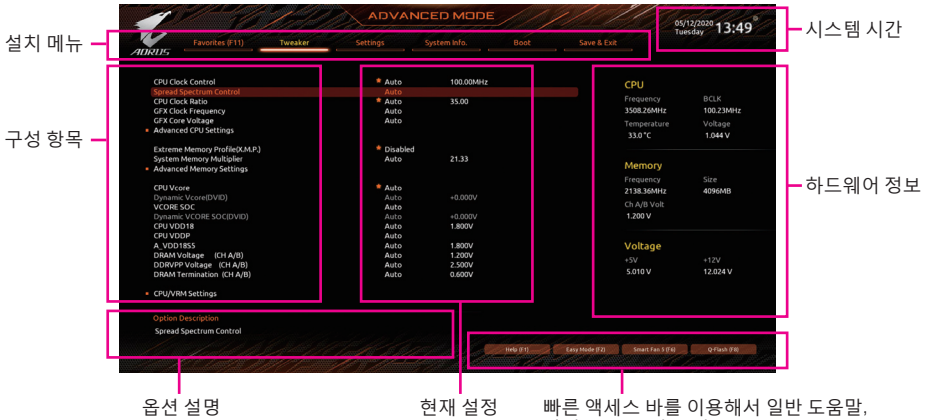 ADVANCED MODE
05/12/2020 Tuesday 13:49
시스템 시간
설치 메뉴
AORUS
Favorites (F11) Tweaker Settings System Info. Boot Save & Exit
구성 항목
CPU Clock Control Auto 100.00MHz
Spread Spectrum Control Auto
CPU Clock Ratio Auto 35.00
GFX Clock Frequency Auto
GFX Core Voltage Auto
Advanced CPU Settings
Extreme Memory Profile(X.M.P.) Disabled
System Memory Multiplier Auto 21.33
Advanced Memory Settings
CPU Vcore Auto
Dynamic Vcore(DVID) Auto +0.000V
VCORE SOC Auto
Dynamic VCORE SOC(DVID) Auto +0.000V
CPU VDD18 Auto 1.800V
CPU VDDP Auto
A_VDD18S5 Auto 1.800V
DRAM Voltage (CH A/B) Auto 1.200V
DDRVPP Voltage (CH A/B) Auto 2.500V
DRAM Termination (CH A/B) Auto 0.600V
CPU/VRM Settings
CPU
Frequency BCLK
3508.26MHz 100.23MHz
Temperature Voltage
33.0 °C 1.044 V
Memory
Frequency Size
2138.36MHz 4096MB
Ch A/B Volt
1.200 V
Voltage
+5V +12V
5.010 V 12.024 V
하드웨어 정보
Option Description
Spread Spectrum Control
Help (F1) Easy Mode (F2) Smart Fan 5 (F6) Q-Flash (F8)
옵션 설명
현재 설정
빠른 액세스 바를 이용해서 일반 도움말,